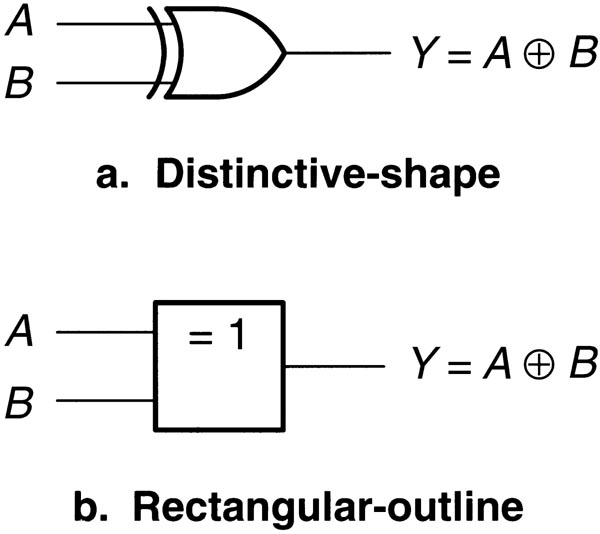 A
B
Y = A ⊕ B
a. Distinctive-shape
A
= 1
B
Y = A ⊕ B
b. Rectangular-outline